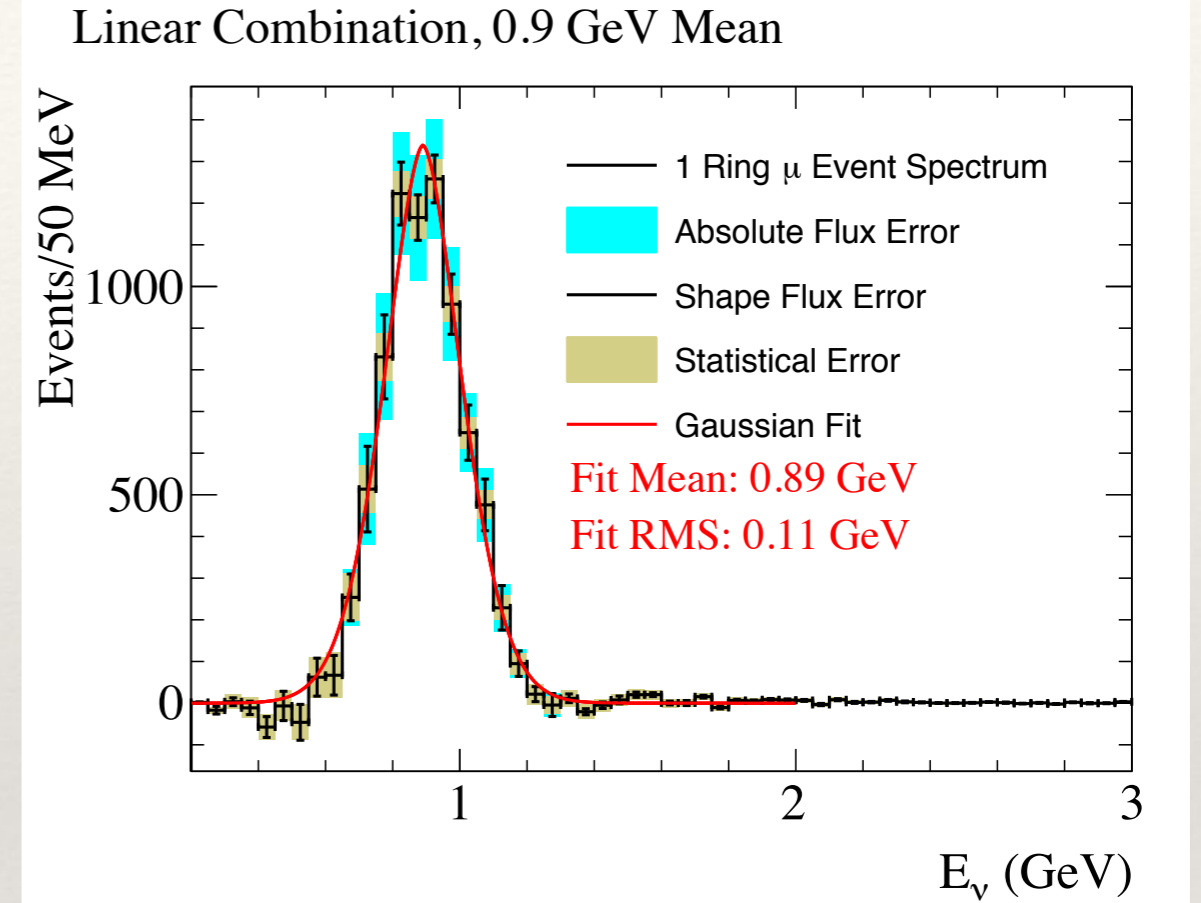 Linear Combination, 0.9 GeV Mean
Events/50 MeV
1000
500
0
1 Ring μ Event Spectrum
Absolute Flux Error
Shape Flux Error
Statistical Error
Gaussian Fit
Fit Mean: 0.89 GeV
Fit RMS: 0.11 GeV
1 2 3
Eν (GeV)